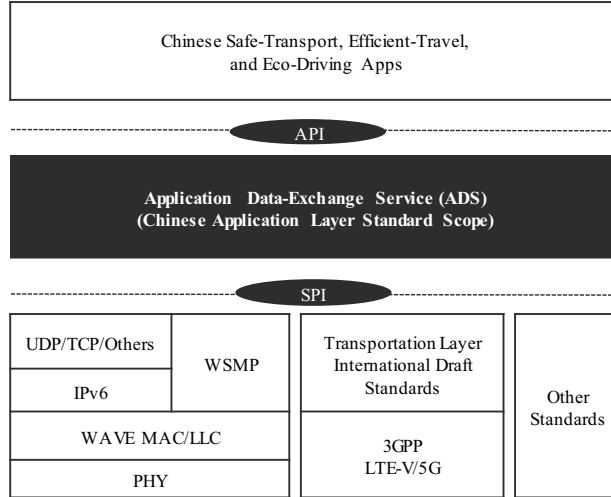 Chinese Safe-Transport, Efficient-Travel,
and Eco-Driving Apps
API
Application Data-Exchange Service (ADS)
(Chinese Application Layer Standard Scope)
SPI
UDP/TCP/Others
IPv6
WSMP
WAVE MAC/LLC
PHY
Transportation Layer
International Draft
Standards
3GPP
LTE-V/5G
Other
Standards